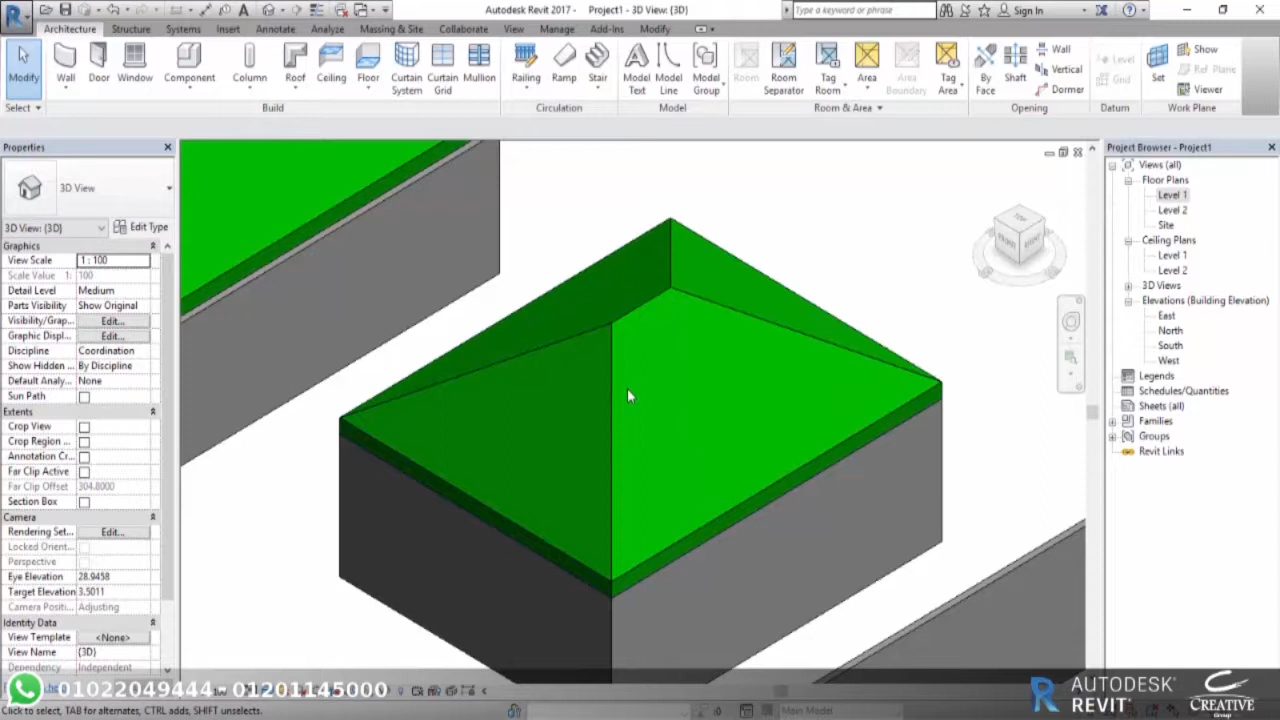 Autodesk Revit 2017 - Project1 - 3D View: {3D}
Type a keyword or phrase
Sign In
Architecture Structure Systems Insert Annotate Analyze Massing & Site Collaborate View Manage Add-Ins Modify
Modify Wall Door Window Component Column Roof Ceiling Floor Curtain System Curtain Grid Mullion Railing Ramp Stair Model Text Model Line Model Group Room Room Separator Tag Room Area Area Boundary Tag Area By Face Shaft Wall Vertical Dormer Level Grid Set Show Ref Plane Viewer
Select Build Circulation Model Room & Area Opening Datum Work Plane
Properties
3D View
3D View: {3D} Edit Type
Graphics
View Scale 1 : 100
Scale Value 1: 100
Detail Level Medium
Parts Visibility Show Original
Visibility/Grap... Edit...
Graphic Displ... Edit...
Discipline Coordination
Show Hidden ... By Discipline
Default Analy... None
Sun Path
Extents
Crop View
Crop Region ...
Annotation Cr...
Far Clip Active
Far Clip Offset 304.8000
Section Box
Camera
Rendering Set... Edit...
Locked Orient...
Perspective
Eye Elevation 28.9458
Target Elevation 3.5011
Camera Positi... Adjusting
Identity Data
View Template <None>
View Name {3D}
Dependency Independent
TOP
FRONT
RIGHT
Project Browser - Project1
Views (all)
Floor Plans
Level 1
Level 2
Site
Ceiling Plans
Level 1
Level 2
3D Views
Elevations (Building Elevation)
East
North
South
West
Legends
Schedules/Quantities
Sheets (all)
Families
Groups
Revit Links
01022049444 01201145000
Click to select, TAB for alternates, CTRL adds, SHIFT unselects.
:0
Main Model
AUTODESK®
REVIT®
CREATIVE
Group